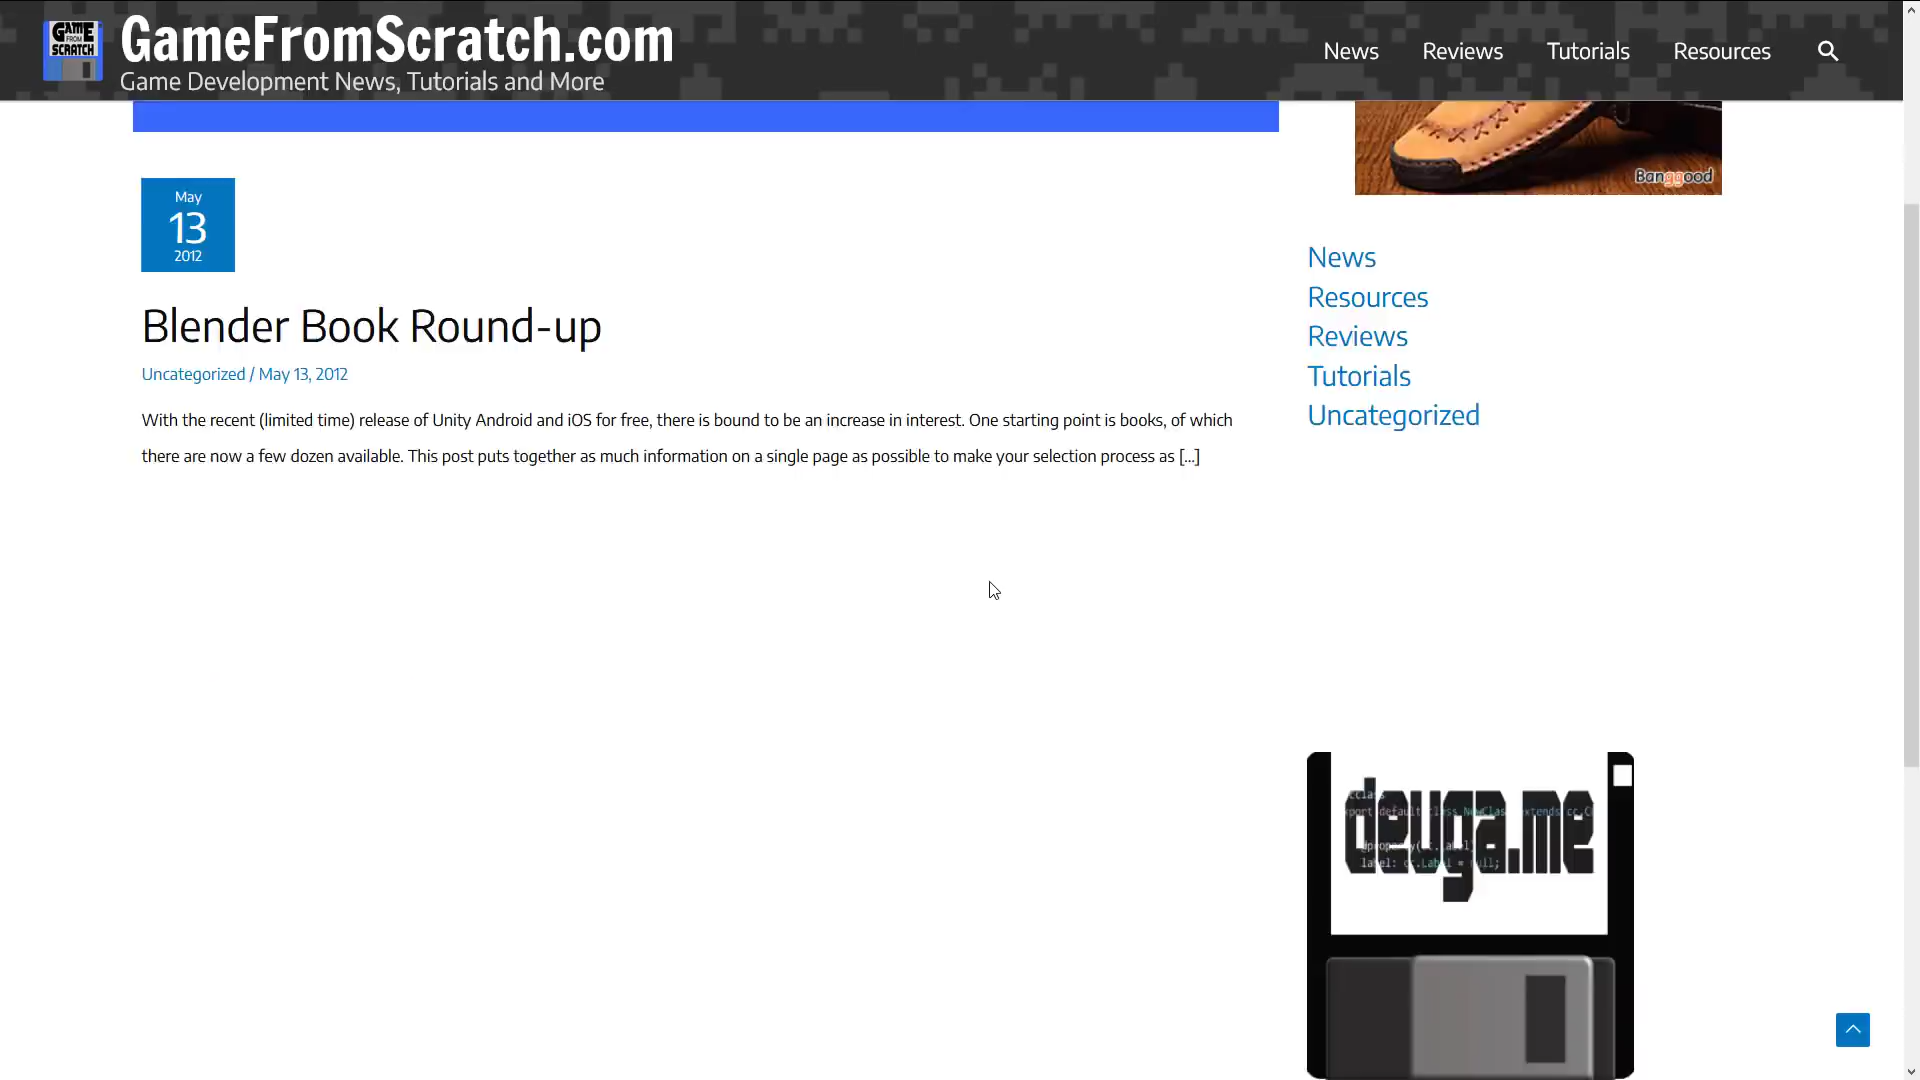 GAME
FROM
SCRATCH
GameFromScratch.com
Game Development News, Tutorials and More
News
Reviews
Tutorials
Resources
Banggood
May
13
2012
Blender Book Round-up
Uncategorized / May 13, 2012
With the recent (limited time) release of Unity Android and iOS for free, there is bound to be an increase in interest. One starting point is books, of which
there are now a few dozen available. This post puts together as much information on a single page as possible to make your selection process as [...]
News
Resources
Reviews
Tutorials
Uncategorized
devga.me